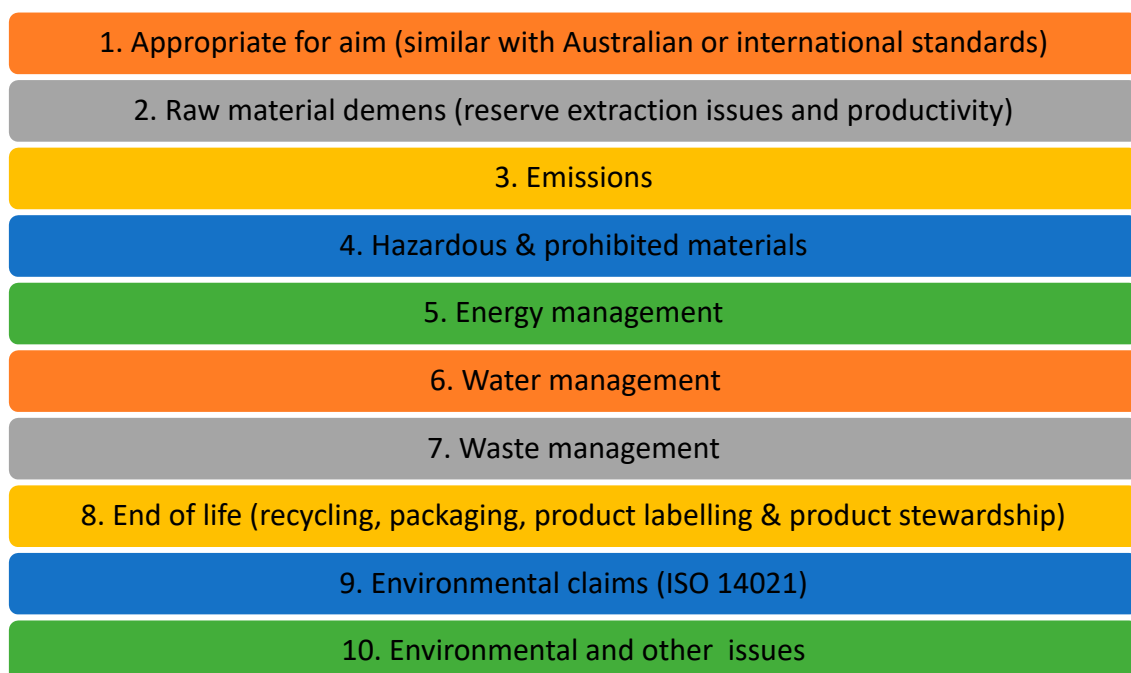 1. Appropriate for aim (similar with Australian or international standards)
2. Raw material demens (reserve extraction issues and productivity)
3. Emissions
4. Hazardous & prohibited materials
5. Energy management
6. Water management
7. Waste management
8. End of life (recycling, packaging, product labelling & product stewardship)
9. Environmental claims (ISO 14021)
10. Environmental and other  issues